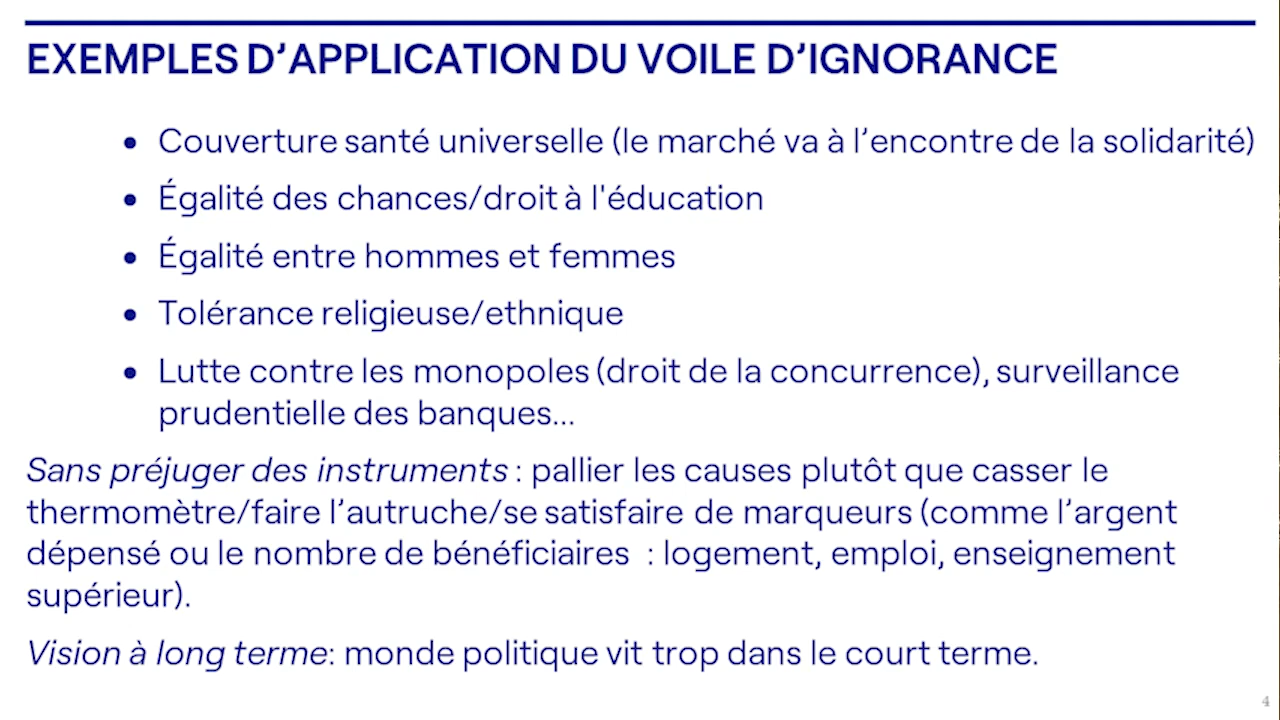 EXEMPLES D’APPLICATION DU VOILE D’IGNORANCE
• Couverture santé universelle (le marché va à l’encontre de la solidarité)
• Égalité des chances/droit à l'éducation
• Égalité entre hommes et femmes
• Tolérance religieuse/ethnique
• Lutte contre les monopoles (droit de la concurrence), surveillance
prudentielle des banques...
Sans préjuger des instruments : pallier les causes plutôt que casser le
thermomètre/faire l’autruche/se satisfaire de marqueurs (comme l’argent
dépensé ou le nombre de bénéficiaires : logement, emploi, enseignement
supérieur).
Vision à long terme: monde politique vit trop dans le court terme.
4